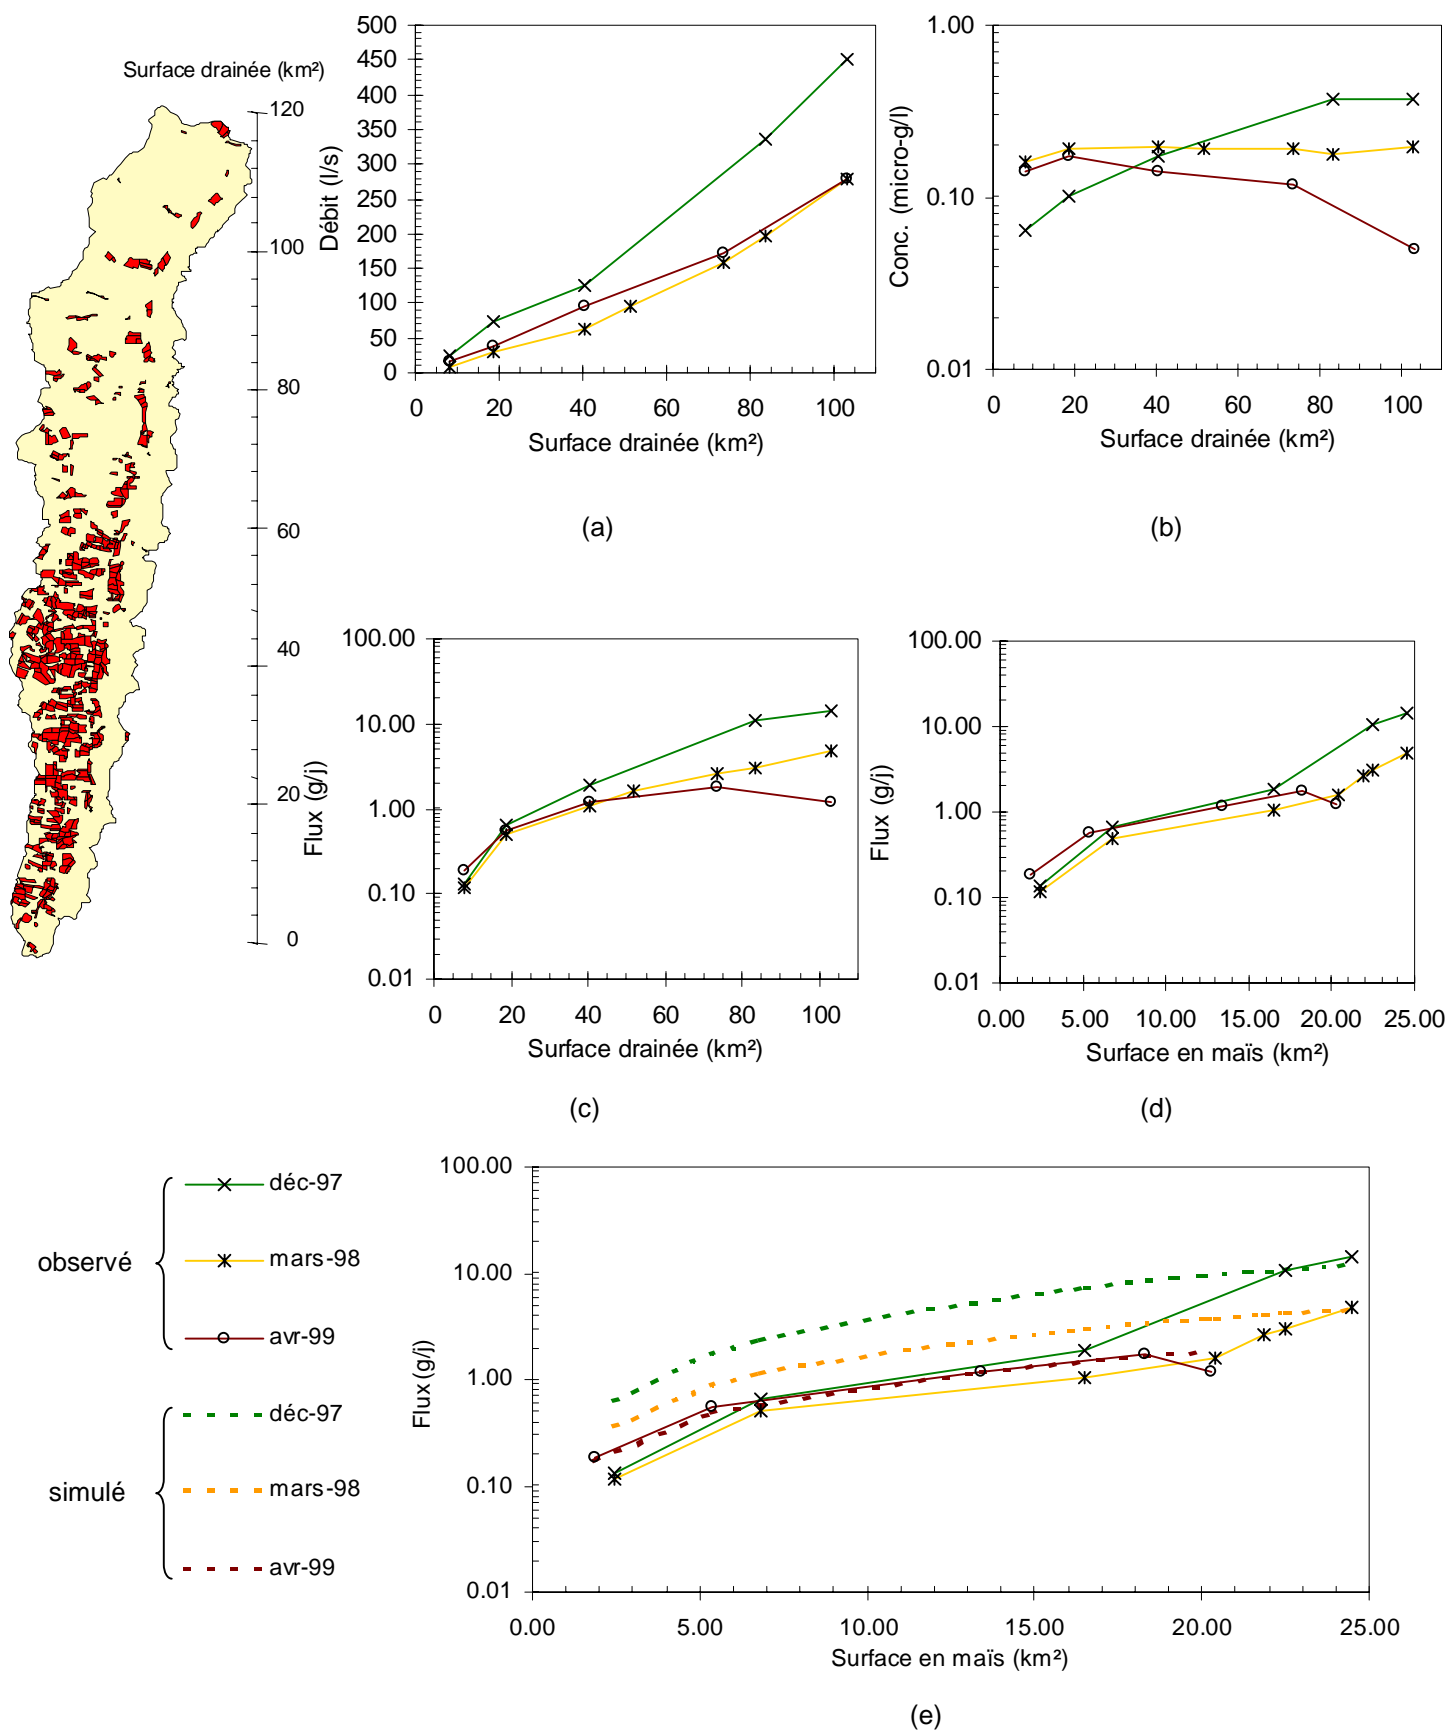 Surface drainée (km²)
120
100
80
60
40
20
0
500
450
400
350
300
250
200
150
100
50
0
Débit (l/s)
0 20 40 60 80 100
Surface drainée (km²)
(a)
1.00
0.10
0.01
Conc. (micro-g/l)
0 20 40 60 80 100
Surface drainée (km²)
(b)
100.00
10.00
1.00
0.10
0.01
Flux (g/j)
0 20 40 60 80 100
Surface drainée (km²)
(c)
100.00
10.00
1.00
0.10
0.01
Flux (g/j)
0.00 5.00 10.00 15.00 20.00 25.00
Surface en maïs (km²)
(d)
observé
déc-97
mars-98
avr-99
simulé
déc-97
mars-98
avr-99
100.00
10.00
1.00
0.10
0.01
Flux (g/j)
0.00 5.00 10.00 15.00 20.00 25.00
Surface en maïs (km²)
(e)